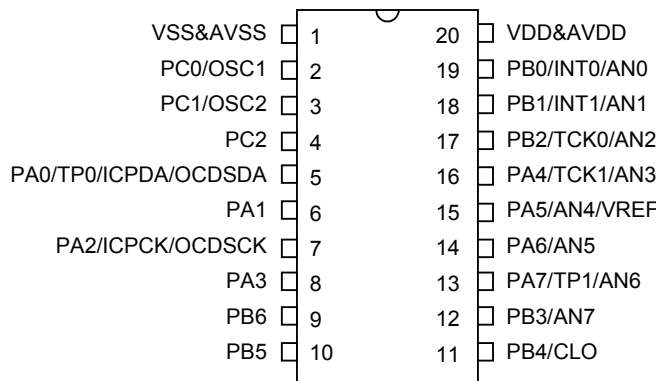 VSS&AVSS 1 20 VDD&AVDD
PC0/OSC1 2 19 PB0/INT0/AN0
PC1/OSC2 3 18 PB1/INT1/AN1
PC2 4 17 PB2/TCK0/AN2
PA0/TP0/ICPDA/OCDSDA 5 16 PA4/TCK1/AN3
PA1 6 15 PA5/AN4/VREF
PA2/ICPCK/OCDSCK 7 14 PA6/AN5
PA3 8 13 PA7/TP1/AN6
PB6 9 12 PB3/AN7
PB5 10 11 PB4/CLO